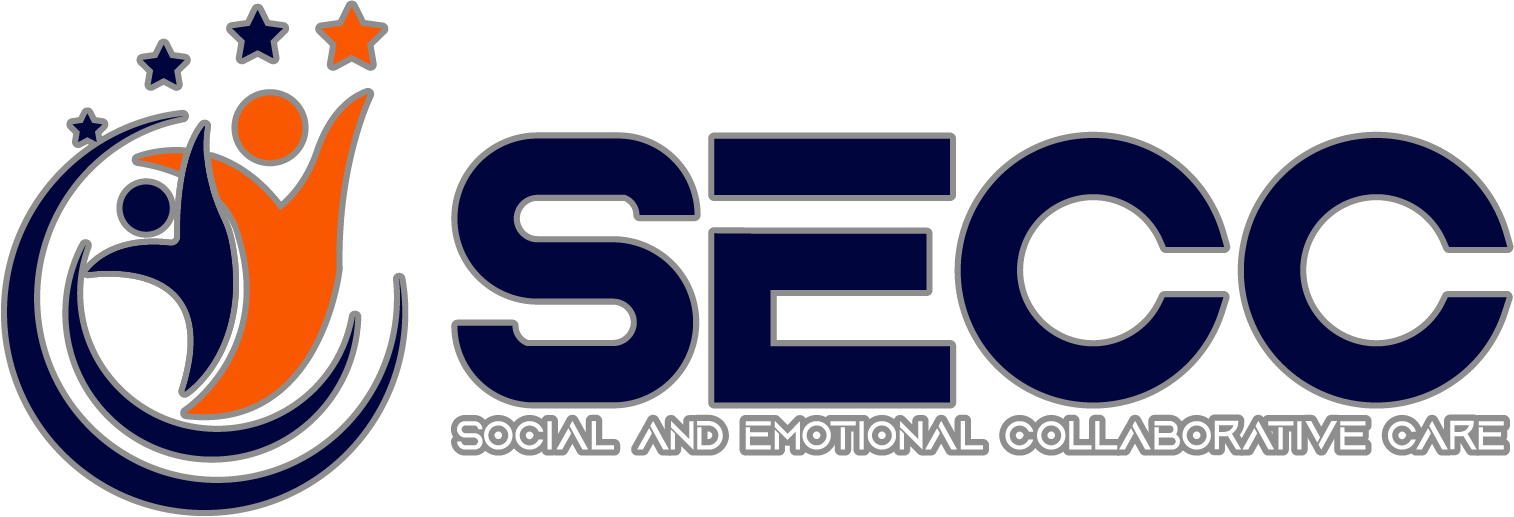 SECC
SOCIAL AND EMOTIONAL COLLABORATIVE CARE